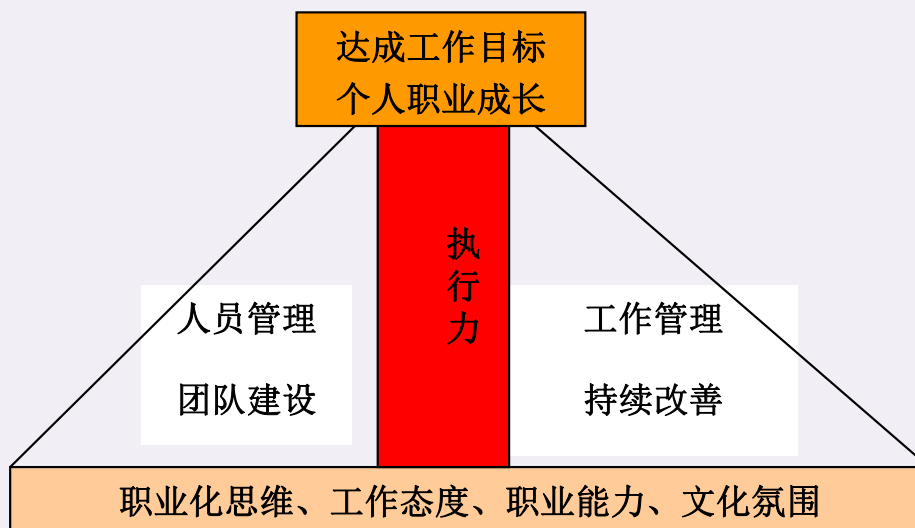 达成工作目标
个人职业成长
执行力
人员管理
团队建设
工作管理
持续改善
职业化思维、工作态度、职业能力、文化氛围